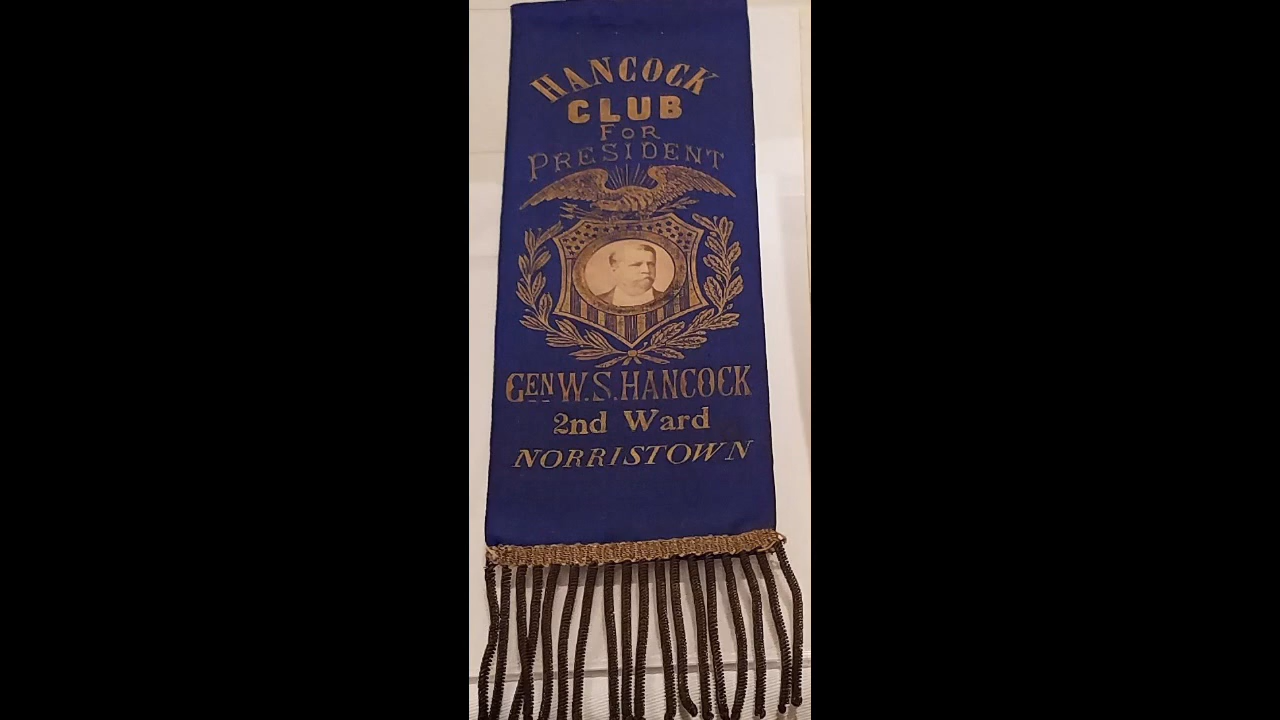 HANCOCK
CLUB
FOR
PRESIDENT
GEN W.S. HANCOCK
2nd Ward
NORRISTOWN